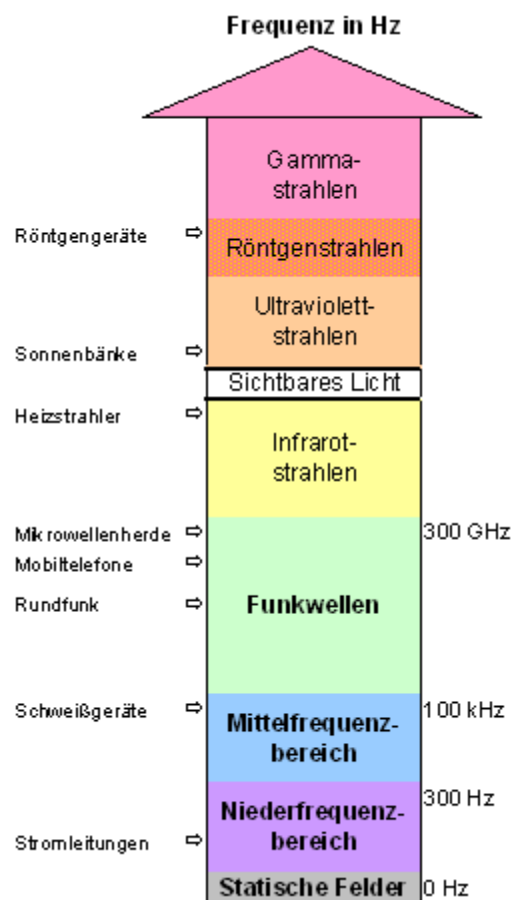 Frequenz in Hz
Gamma-
strahlen
Röntgengeräte ⇨
Röntgenstrahlen
Ultraviolett-
strahlen
Sonnenbänke ⇨
Sichtbares Licht
Heizstrahler ⇨
Infrarot-
strahlen
Mikrowellenherde ⇨ 300 GHz
Mobiltelefone ⇨
Rundfunk ⇨ Funkwellen
Schweißgeräte ⇨ 100 kHz
Mittelfrequenz-
bereich
300 Hz
Niederfrequenz-
bereich
Stromleitungen ⇨
Statische Felder 0 Hz